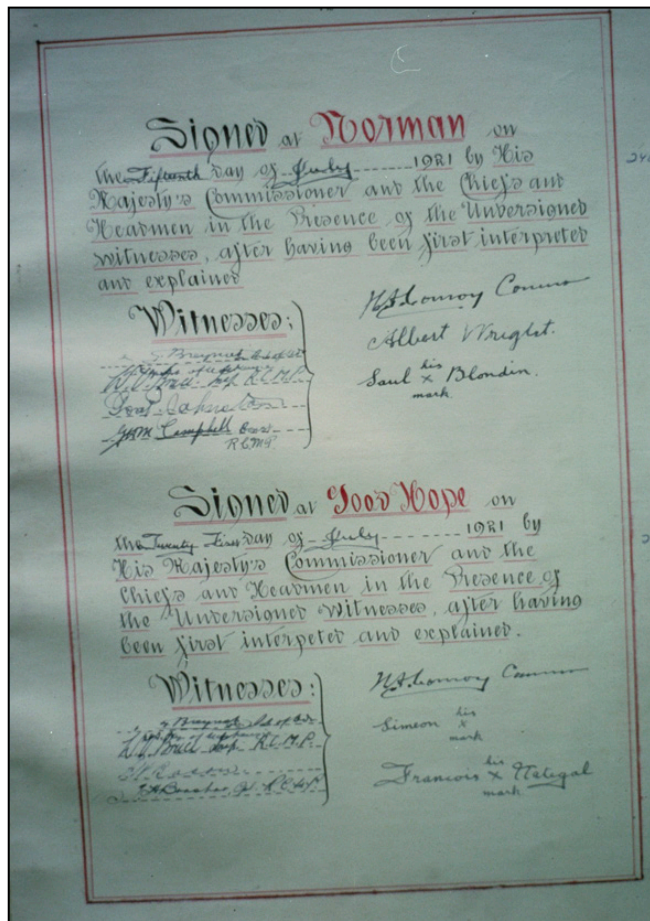 Signed at Norman on
the Fifteenth Day of July 1921 by His
Majesty's Commissioner and the Chiefs and
Headmen in the Presence of the Undersigned
witnesses, after having been first interpreted
and explained
H A Conroy Commr
Witnesses:
Albert Wright.
his
Saul x Blondin.
mark
R.C.M.P.
Campbell
R.C.M.P.
Signed at Good Hope on
the Twenty First Day of July 1921 by
His Majesty's Commissioner and the
Chiefs and Headmen in the Presence of
the Undersigned Witnesses, after having
been first interpeted and explained.
H A Conroy Commr
Witnesses:
his
Simeon x
mark
R.C.M.P.
his
Francois x
mark